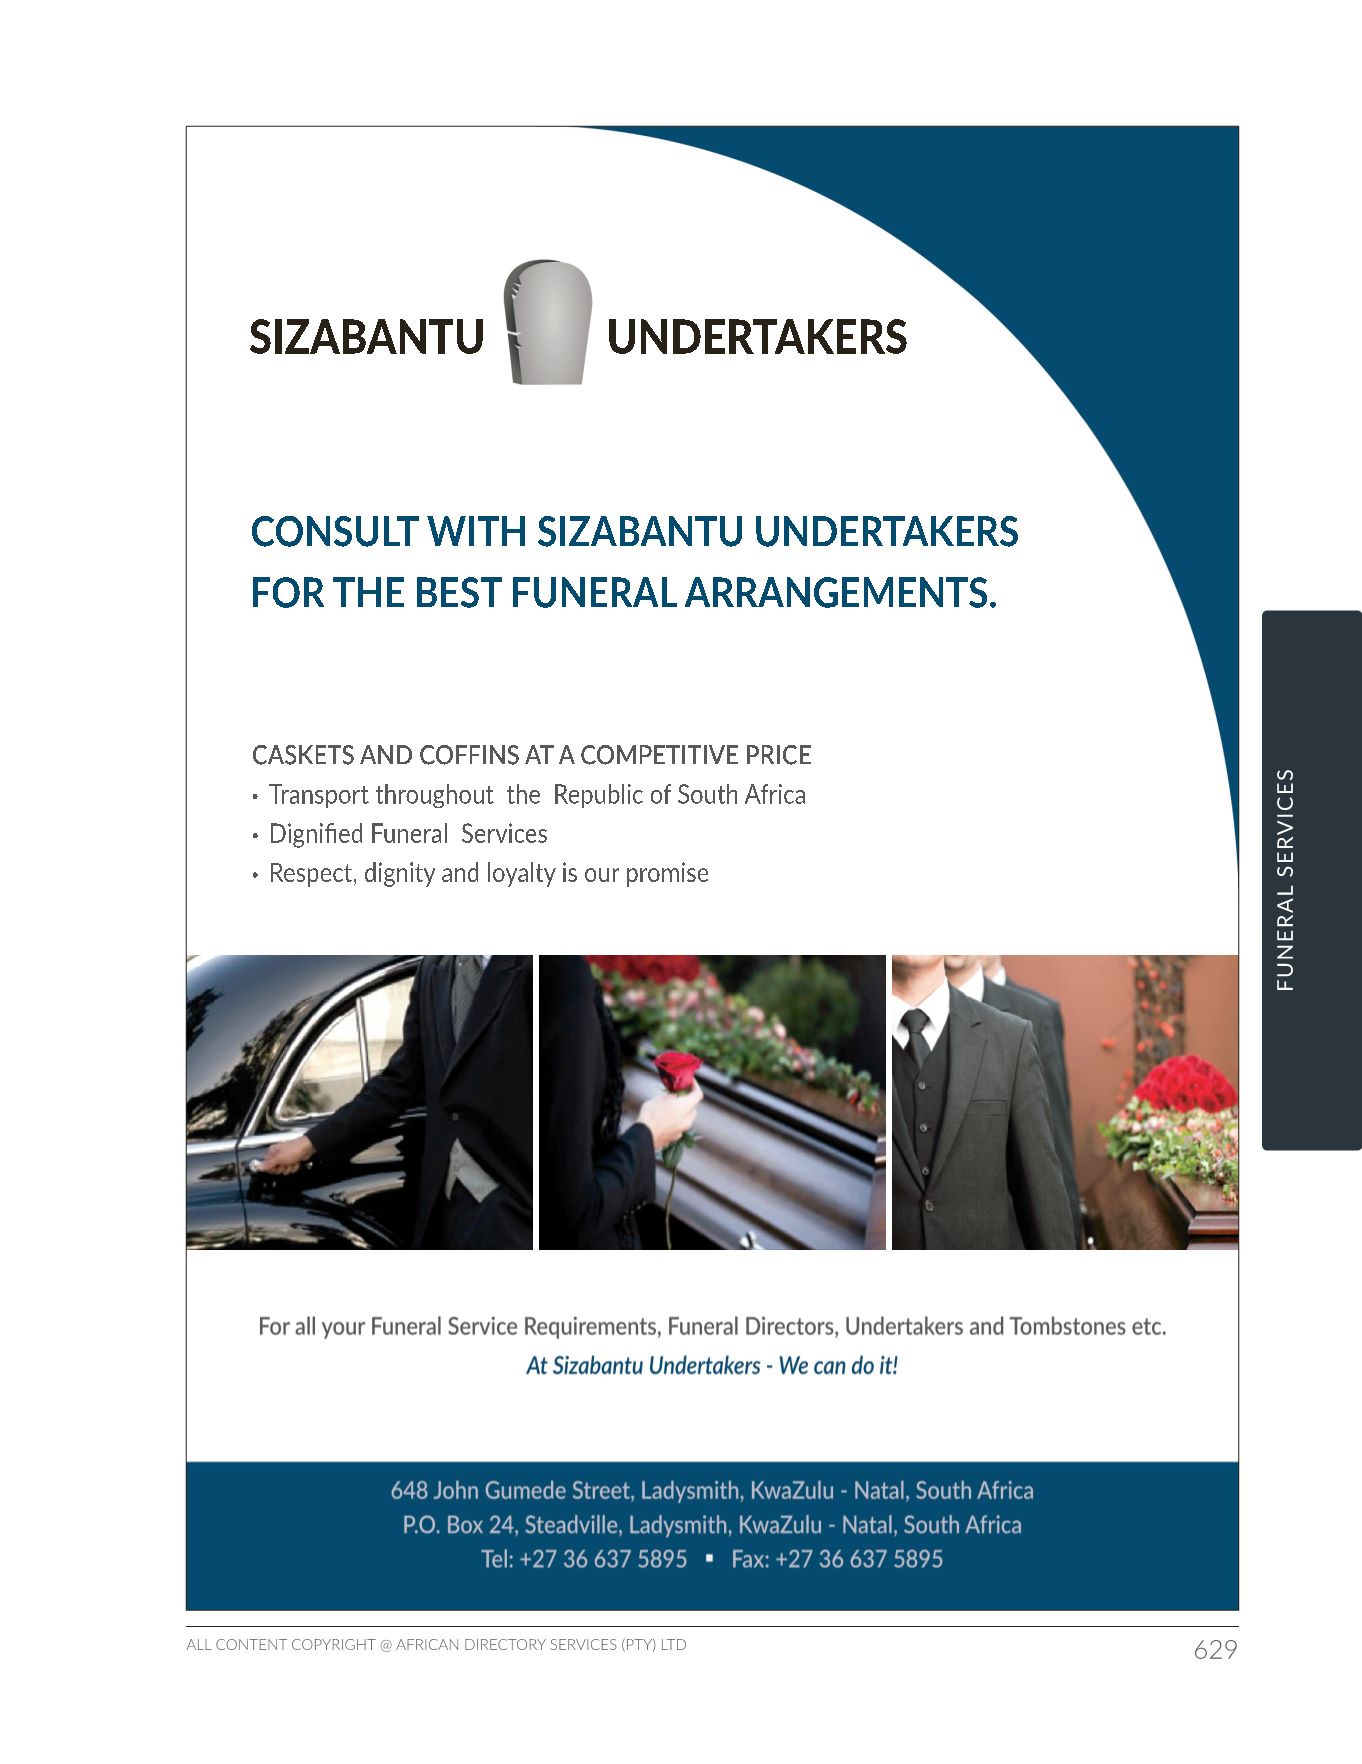 SIZABANTU UNDERTAKERS
CONSULT WITH SIZABANTU UNDERTAKERS
FOR THE BEST FUNERAL ARRANGEMENTS.
CASKETS AND COFFINS AT A COMPETITIVE PRICE
• Transport throughout the Republic of South Africa
• Dignified Funeral Services
• Respect, dignity and loyalty is our promise
FUNERAL SERVICES
For all your Funeral Service Requirements, Funeral Directors, Undertakers and Tombstones etc.
At Sizabantu Undertakers - We can do it!
648 John Gumede Street, Ladysmith, KwaZulu - Natal, South Africa
P.O. Box 24, Steadville, Ladysmith, KwaZulu - Natal, South Africa
Tel: +27 36 637 5895 ▪ Fax: +27 36 637 5895
ALL CONTENT COPYRIGHT @ AFRICAN DIRECTORY SERVICES (PTY) LTD
629